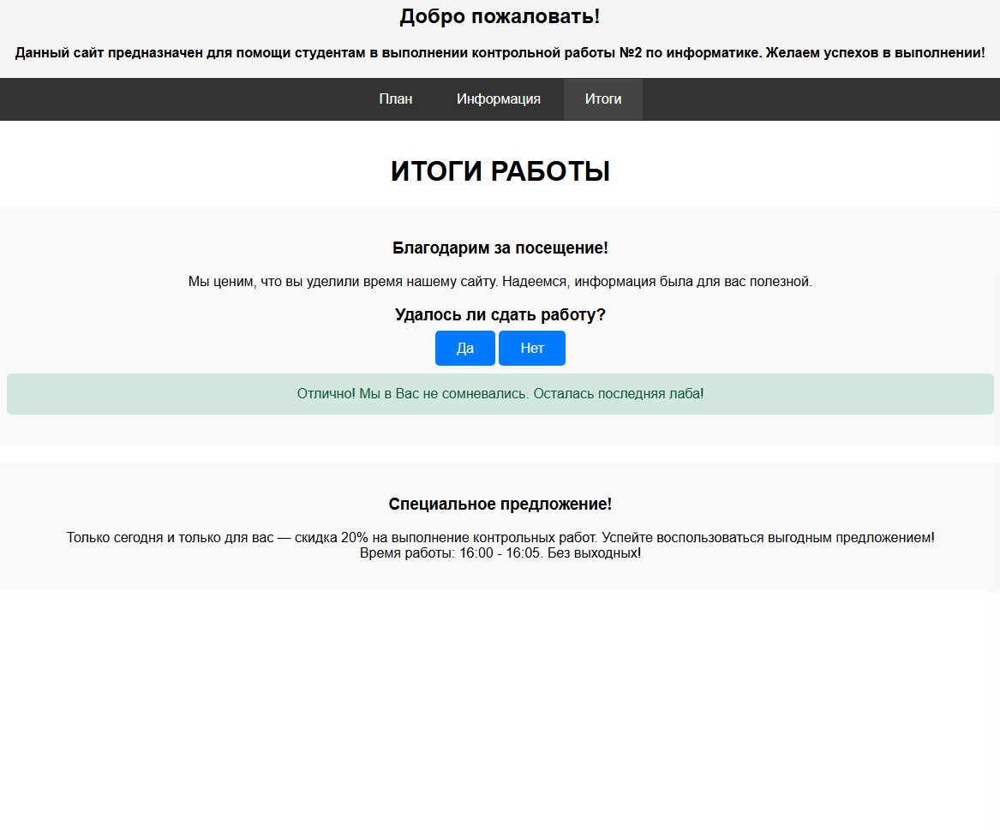 Добро пожаловать!
Данный сайт предназначен для помощи студентам в выполнении контрольной работы №2 по информатике. Желаем успехов в выполнении!
План Информация Итоги
ИТОГИ РАБОТЫ
Благодарим за посещение!
Мы ценим, что вы уделили время нашему сайту. Надеемся, информация была для вас полезной.
Удалось ли сдать работу?
Да Нет
Отлично! Мы в Вас не сомневались. Осталась последняя лаба!
Специальное предложение!
Только сегодня и только для вас — скидка 20% на выполнение контрольных работ. Успейте воспользоваться выгодным предложением!
Время работы: 16:00 - 16:05. Без выходных!